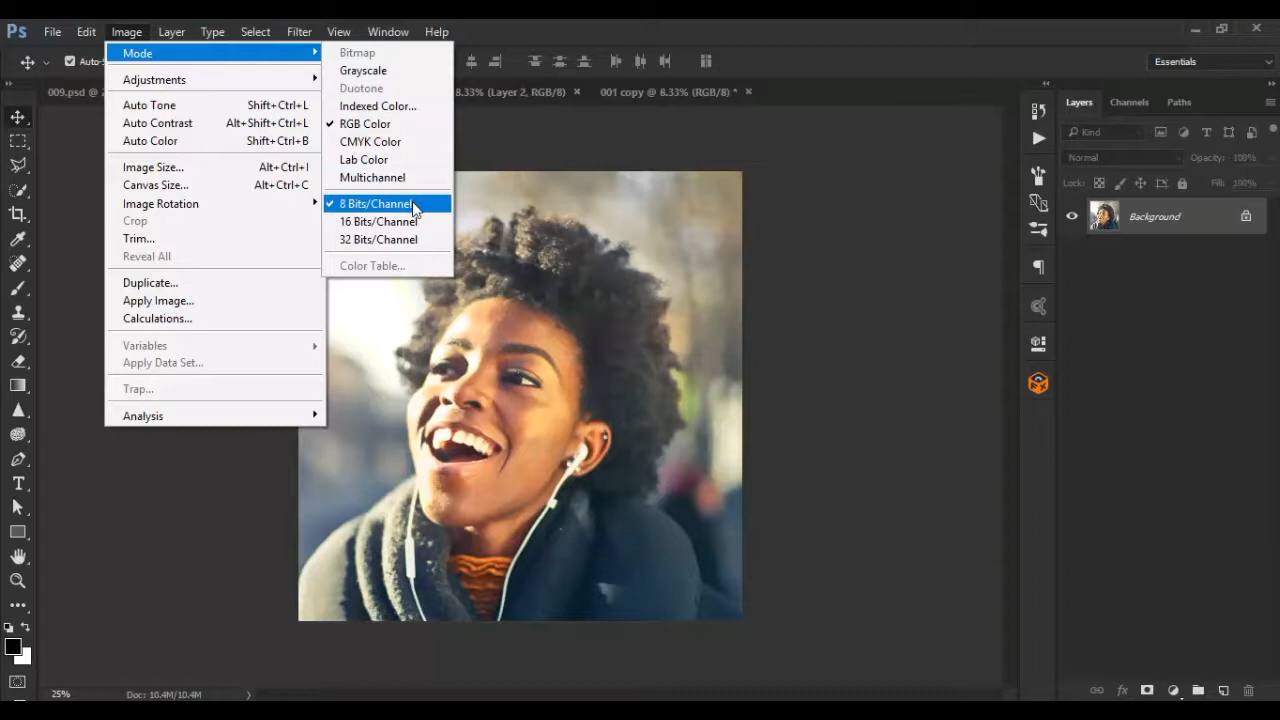 Ps File Edit Image Layer Type Select Filter View Window Help
Auto-S
Essentials
009.psd @ 2
8.33% (Layer 2, RGB/8) ×
001 copy @ 8.33% (RGB/8) * ×
Mode
Adjustments
Auto Tone Shift+Ctrl+L
Auto Contrast Alt+Shift+Ctrl+L
Auto Color Shift+Ctrl+B
Image Size... Alt+Ctrl+I
Canvas Size... Alt+Ctrl+C
Image Rotation
Crop
Trim...
Reveal All
Duplicate...
Apply Image...
Calculations...
Variables
Apply Data Set...
Trap...
Analysis
Bitmap
Grayscale
Duotone
Indexed Color...
RGB Color
CMYK Color
Lab Color
Multichannel
8 Bits/Channel
16 Bits/Channel
32 Bits/Channel
Color Table...
Layers Channels Paths
Kind
Normal Opacity: 100%
Lock: Fill: 100%
Background
25% Doc: 10.4M/10.4M